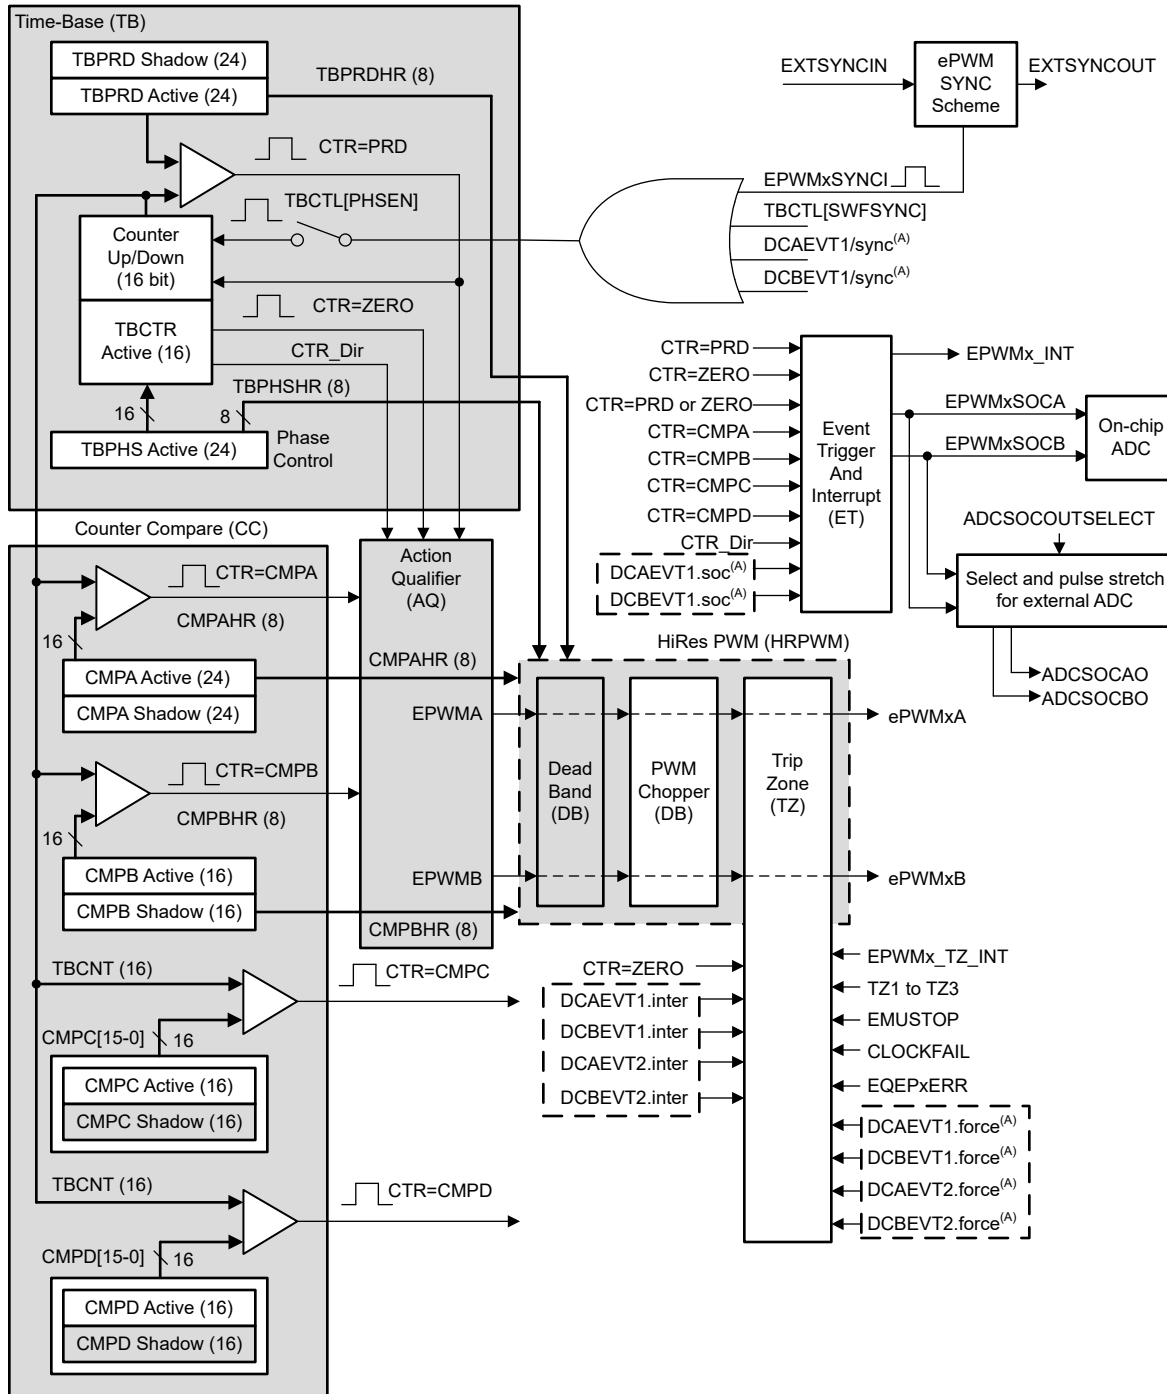 Time-Base (TB)
TBPRD Shadow (24)
TBPRD Active (24)
TBPRDHR (8)
CTR=PRD
TBCTL[PHSEN]
Counter
Up/Down
(16 bit)
CTR=ZERO
TBCTR
Active (16)
CTR_Dir
TBPHSHR (8)
16
8
TBPHS Active (24)
Phase
Control
EXTSYNCIN
ePWM
SYNC
Scheme
EXTSYNCOUT
EPWMxSYNCI
TBCTL[SWFSYNC]
DCAEVT1/sync(A)
DCBEVT1/sync(A)
CTR=PRD
CTR=ZERO
CTR=PRD or ZERO
CTR=CMPA
CTR=CMPB
CTR=CMPC
CTR=CMPD
CTR_Dir
DCAEVT1.soc(A)
DCBEVT1.soc(A)
Event
Trigger
And
Interrupt
(ET)
EPWMx_INT
EPWMxSOCA
EPWMxSOCB
On-chip
ADC
ADCSOCOUTSELECT
Select and pulse stretch
for external ADC
ADCSOCAO
ADCSOCBO
Counter Compare (CC)
CTR=CMPA
CMPAHR (8)
16
CMPA Active (24)
CMPA Shadow (24)
CTR=CMPB
CMPBHR (8)
16
CMPB Active (16)
CMPB Shadow (16)
TBCNT (16)
CTR=CMPC
CMPC[15-0]
16
CMPC Active (16)
CMPC Shadow (16)
TBCNT (16)
CTR=CMPD
CMPD[15-0]
16
CMPD Active (16)
CMPD Shadow (16)
Action
Qualifier
(AQ)
CMPAHR (8)
EPWMA
EPWMB
CMPBHR (8)
HiRes PWM (HRPWM)
Dead
Band
(DB)
PWM
Chopper
(DB)
Trip
Zone
(TZ)
ePWMxA
ePWMxB
CTR=ZERO
DCAEVT1.inter
DCBEVT1.inter
DCAEVT2.inter
DCBEVT2.inter
EPWMx_TZ_INT
TZ1 to TZ3
EMUSTOP
CLOCKFAIL
EQEPxERR
DCAEVT1.force(A)
DCBEVT1.force(A)
DCAEVT2.force(A)
DCBEVT2.force(A)